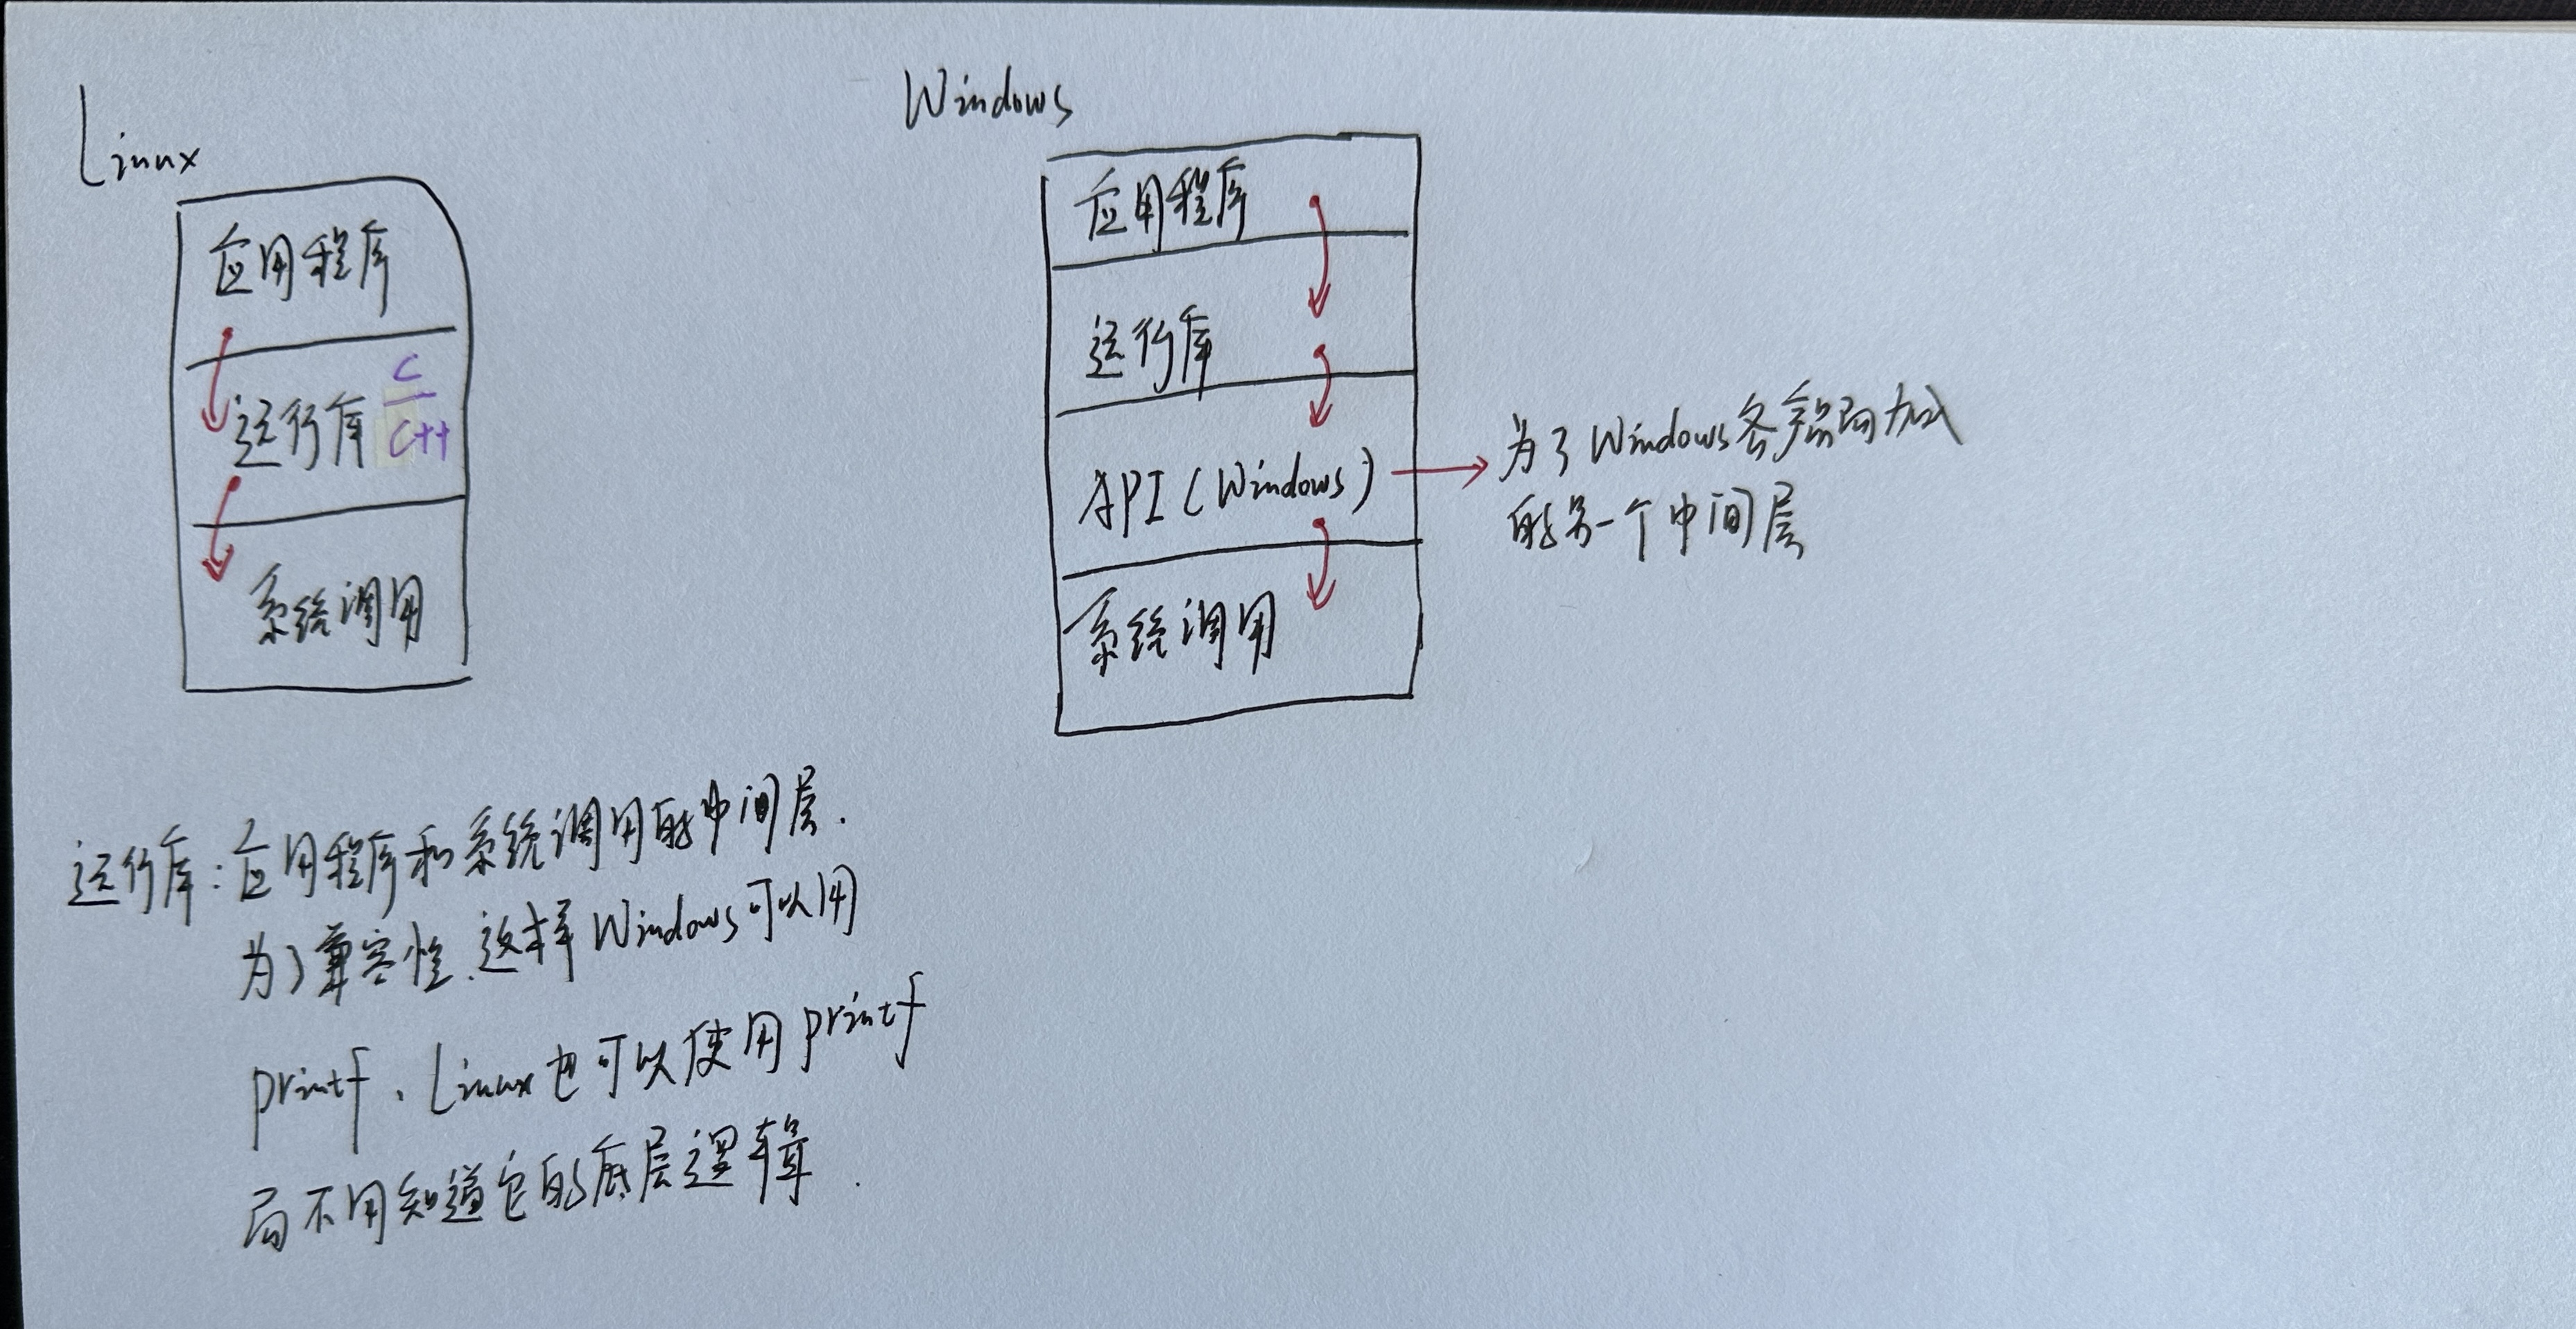 Linux
应用程序
运行库 C
C++
系统调用
Windows
应用程序
运行库
API (Windows)
系统调用
为了Windows各
加
的另一个中间层
运行库:应用程序和系统调用的中间层.
为了兼容性.这样Windows可以用
printf、Linux也可以使用printf
而不用知道它的底层逻辑.